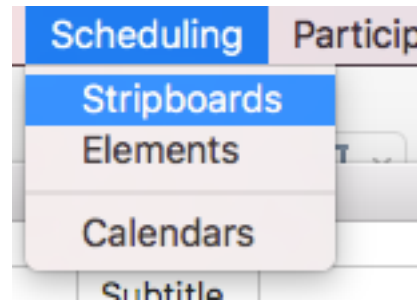 Scheduling Particip
Stripboards
Elements
Calendars
Subtitle